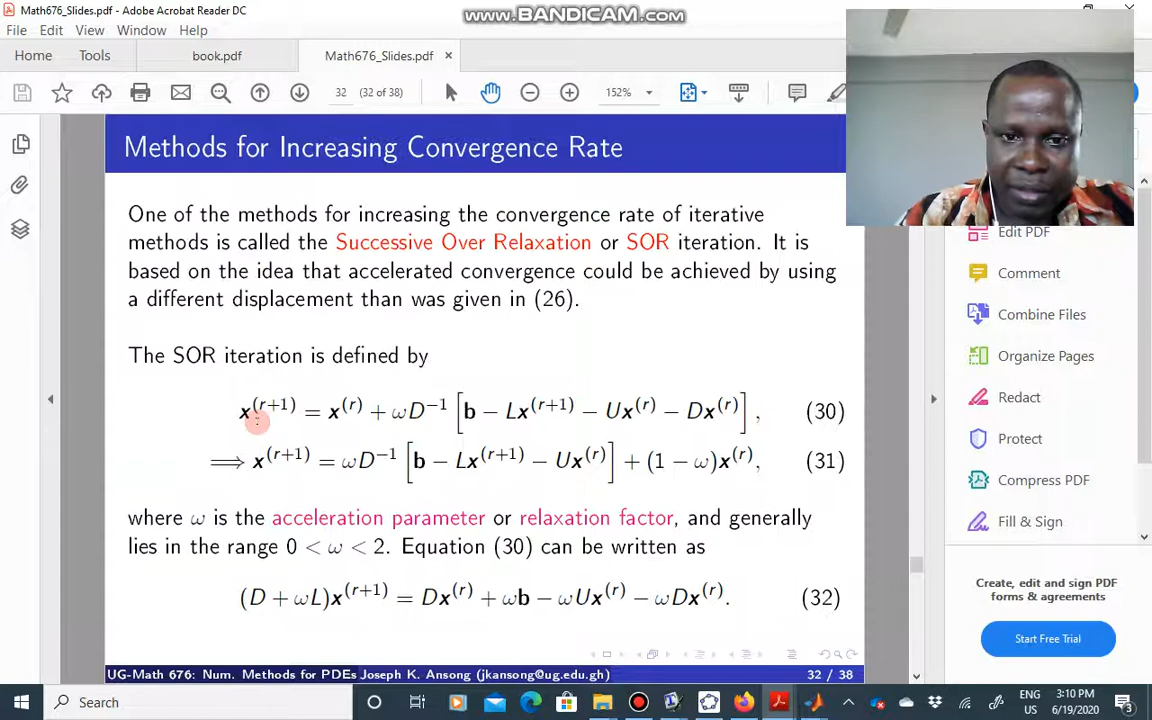 Math676_Slides.pdf - Adobe Acrobat Reader DC
www.BANDICAM.com
File Edit View Window Help
Home Tools book.pdf Math676_Slides.pdf ×
32 (32 of 38) 152%
Methods for Increasing Convergence Rate
One of the methods for increasing the convergence rate of iterative
methods is called the Successive Over Relaxation or SOR iteration. It is
based on the idea that accelerated convergence could be achieved by using
a different displacement than was given in (26).
The SOR iteration is defined by
x^(r+1) = x^(r) + ωD^−1 [b − Lx^(r+1) − Ux^(r) − Dx^(r)], (30)
⟹ x^(r+1) = ωD^−1 [b − Lx^(r+1) − Ux^(r)] + (1 − ω)x^(r), (31)
where ω is the acceleration parameter or relaxation factor, and generally
lies in the range 0 < ω < 2. Equation (30) can be written as
(D + ωL)x^(r+1) = Dx^(r) + ωb − ωUx^(r) − ωDx^(r). (32)
UG-Math 676: Num. Methods for PDEs Joseph K. Ansong (jkansong@ug.edu.gh) 32 / 38
Edit PDF
Comment
Combine Files
Organize Pages
Redact
Protect
Compress PDF
Fill & Sign
Create, edit and sign PDF
forms & agreements
Start Free Trial
Search
ENG
US
3:10 PM
6/19/2020
3